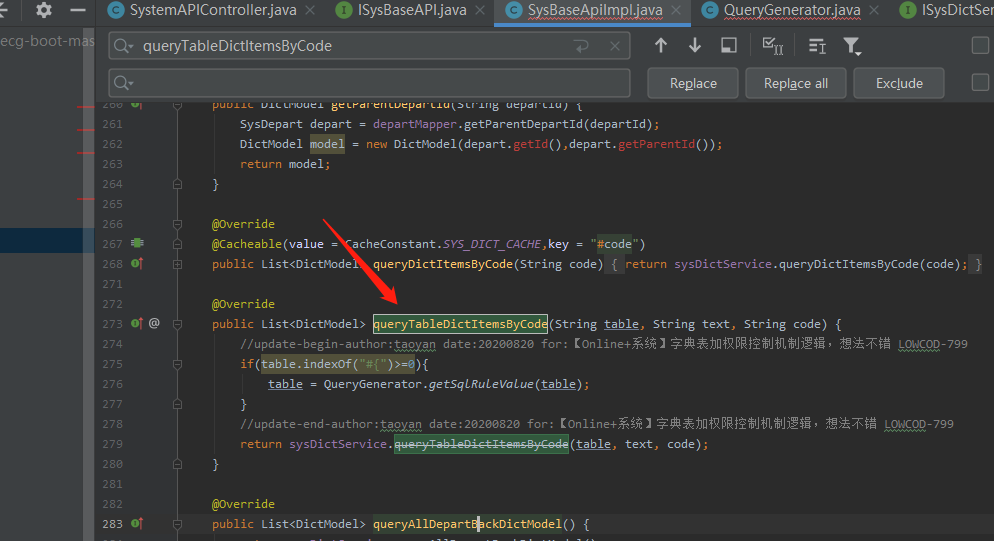 SystemAPIController.java ISysBaseAPI.java SysBaseApiImpl.java QueryGenerator.java ISysDictSer
ecg-boot-mas
queryTableDictItemsByCode
Replace Replace all Exclude
260 public DictModel getParentDepartId(String departId) {
261 SysDepart depart = departMapper.getParentDepartId(departId);
262 DictModel model = new DictModel(depart.getId(),depart.getParentId());
263 return model;
264 }
265
266 @Override
267 @Cacheable(value = CacheConstant.SYS_DICT_CACHE,key = "#code")
268 public List<DictModel> queryDictItemsByCode(String code) { return sysDictService.queryDictItemsByCode(code); }
271
272 @Override
273 @ public List<DictModel> queryTableDictItemsByCode(String table, String text, String code) {
274 //update-begin-author:taoyan date:20200820 for:【Online+系统】字典表加权限控制机制逻辑，想法不错 LOWCOD-799
275 if(table.indexOf("#{")>=0){
276 table = QueryGenerator.getSqlRuleValue(table);
277 }
278 //update-end-author:taoyan date:20200820 for:【Online+系统】字典表加权限控制机制逻辑，想法不错 LOWCOD-799
279 return sysDictService.queryTableDictItemsByCode(table, text, code);
280 }
281
282 @Override
283 public List<DictModel> queryAllDepartBackDictModel() {